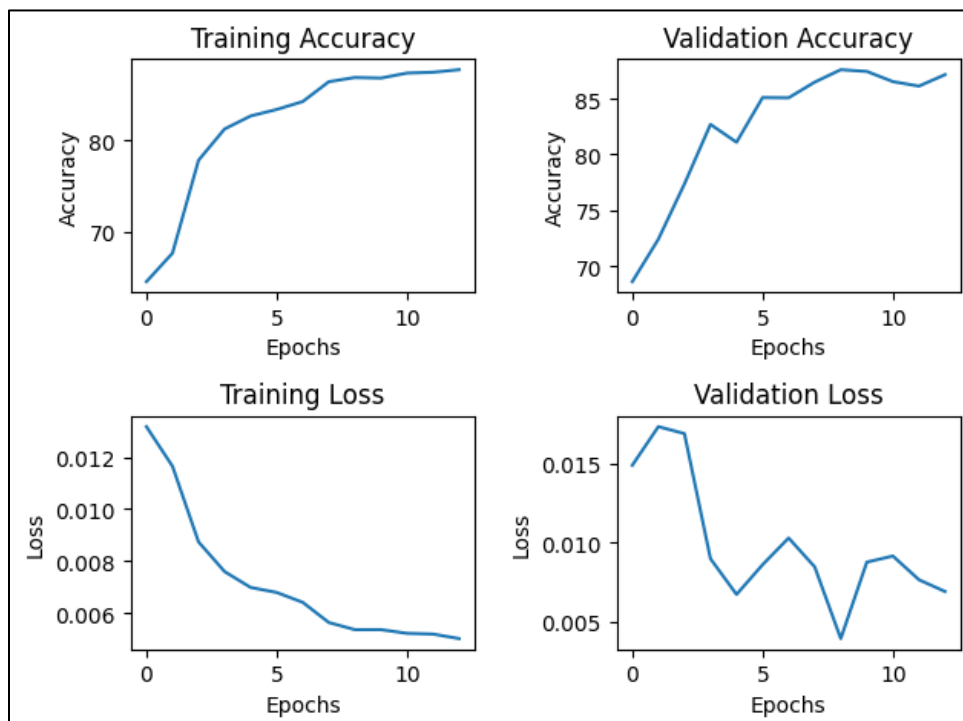 Training Accuracy
Validation Accuracy
Accuracy
80
70
0
5
10
Epochs
Accuracy
85
80
75
70
0
5
10
Epochs
Training Loss
Validation Loss
Loss
0.012
0.010
0.008
0.006
0
5
10
Epochs
Loss
0.015
0.010
0.005
0
5
10
Epochs